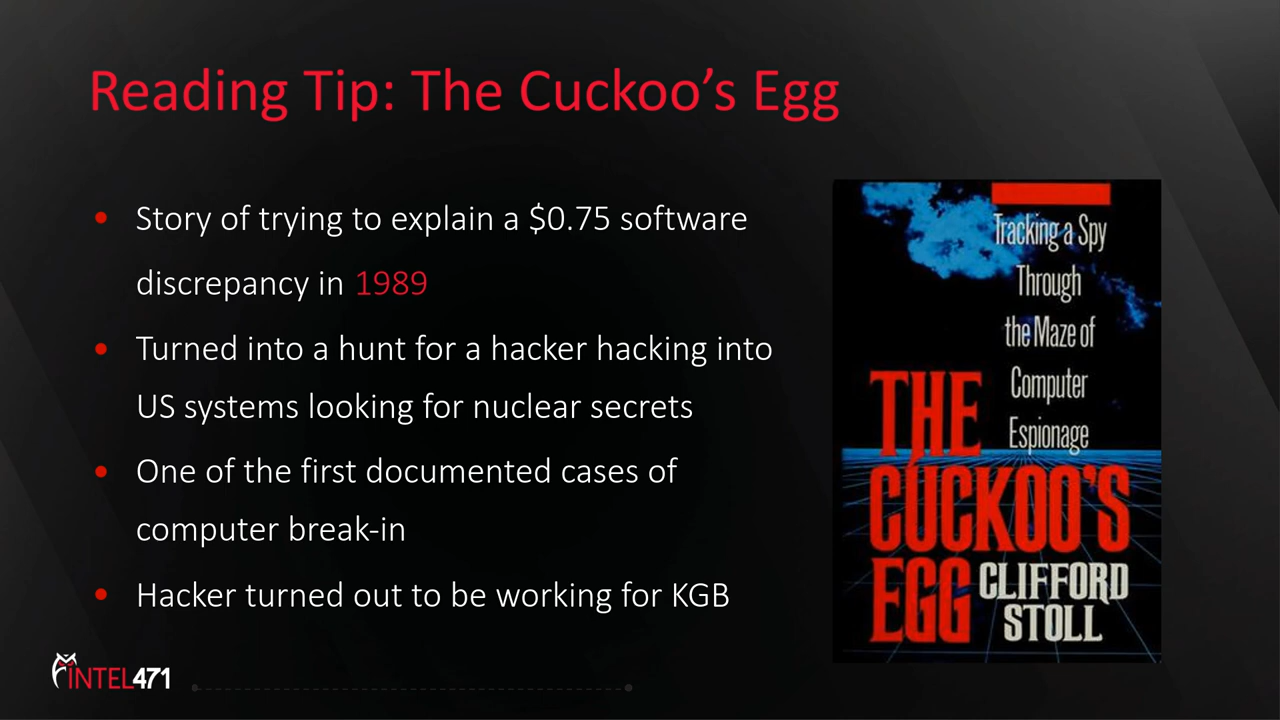 Reading Tip: The Cuckoo's Egg
• Story of trying to explain a $0.75 software
discrepancy in 1989
• Turned into a hunt for a hacker hacking into
US systems looking for nuclear secrets
• One of the first documented cases of
computer break-in
• Hacker turned out to be working for KGB
Tracking a Spy
Through
the Maze of
Computer
Espionage
THE
CUCKOO'S
EGG
CLIFFORD
STOLL
INTEL471